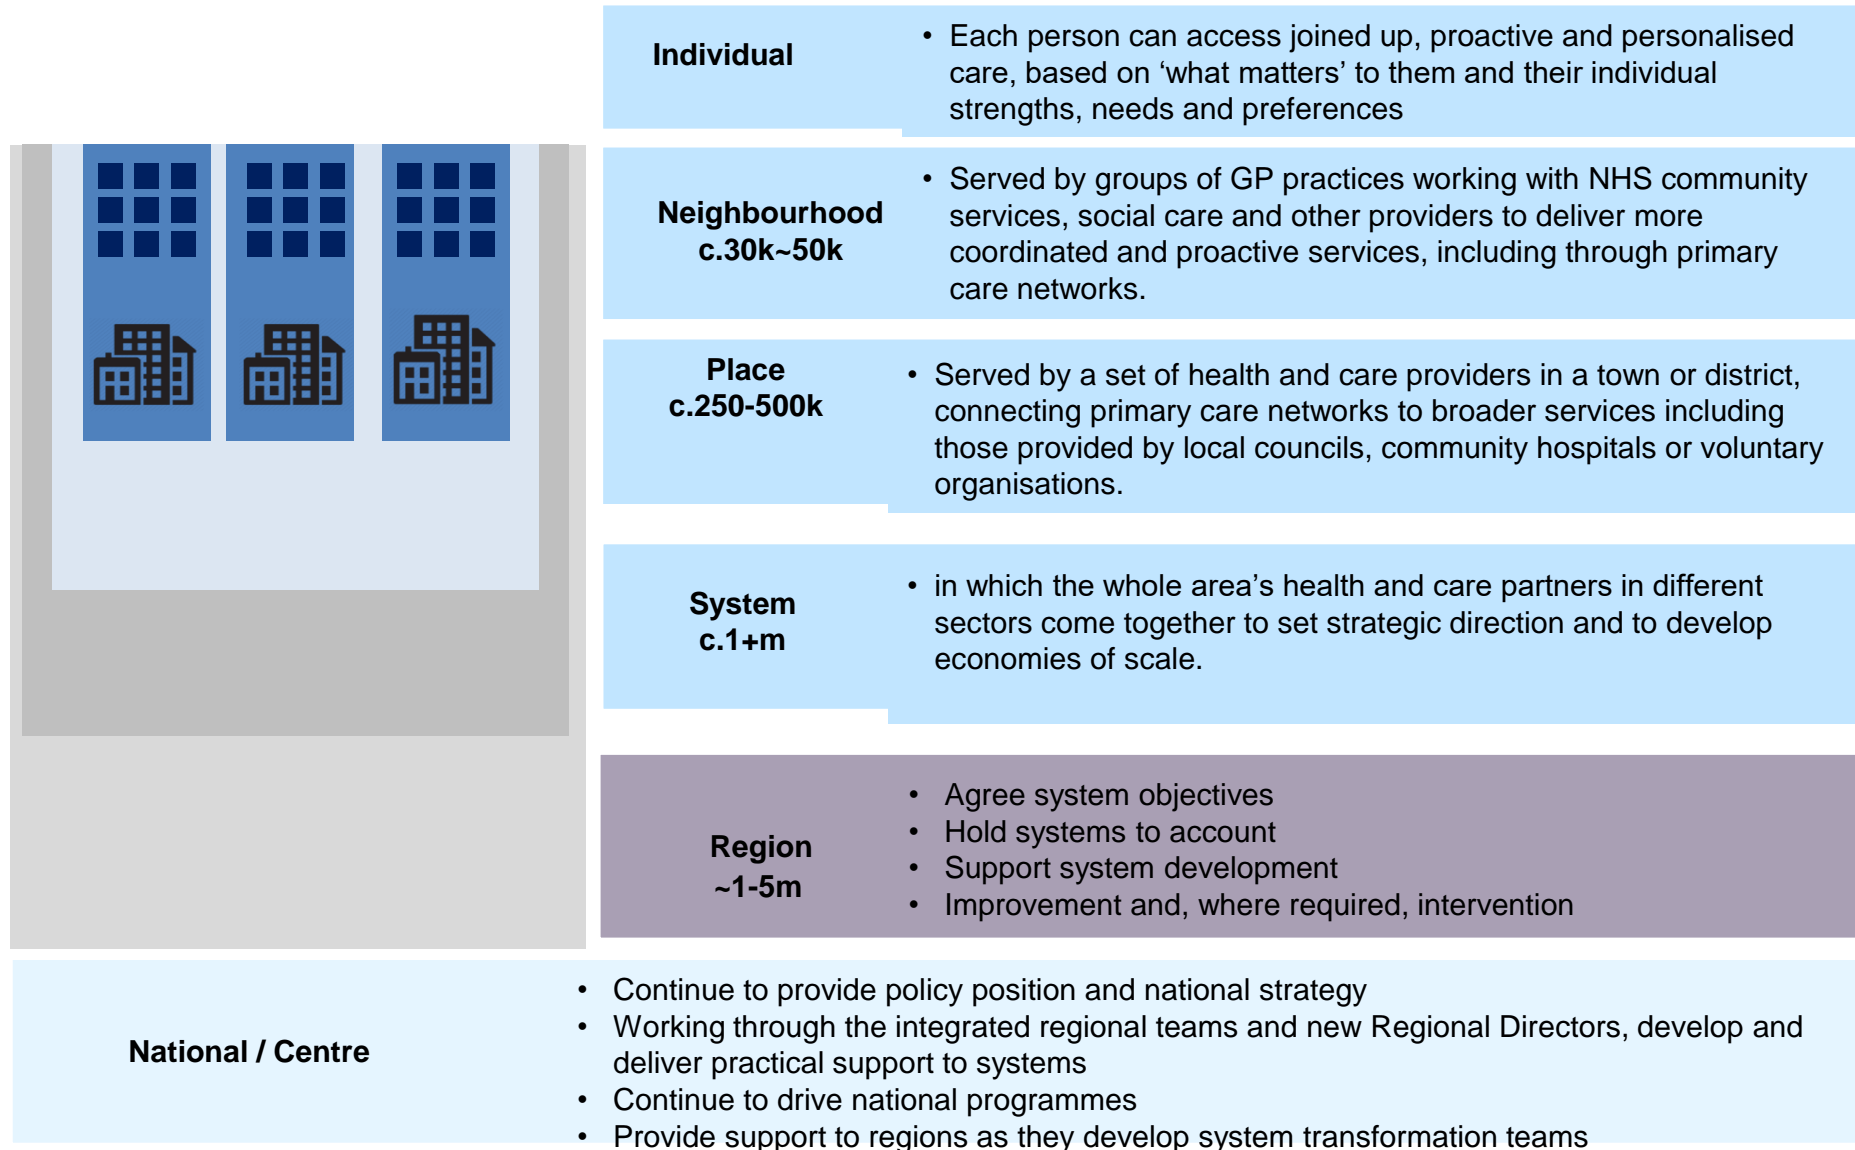 Individual
• Each person can access joined up, proactive and personalised
care, based on ‘what matters’ to them and their individual
strengths, needs and preferences
Neighbourhood
c.30k~50k
• Served by groups of GP practices working with NHS community
services, social care and other providers to deliver more
coordinated and proactive services, including through primary
care networks.
Place
c.250-500k
• Served by a set of health and care providers in a town or district,
connecting primary care networks to broader services including
those provided by local councils, community hospitals or voluntary
organisations.
System
c.1+m
• in which the whole area’s health and care partners in different
sectors come together to set strategic direction and to develop
economies of scale.
Region
~1-5m
• Agree system objectives
• Hold systems to account
• Support system development
• Improvement and, where required, intervention
National / Centre
• Continue to provide policy position and national strategy
• Working through the integrated regional teams and new Regional Directors, develop and
deliver practical support to systems
• Continue to drive national programmes
• Provide support to regions as they develop system transformation teams